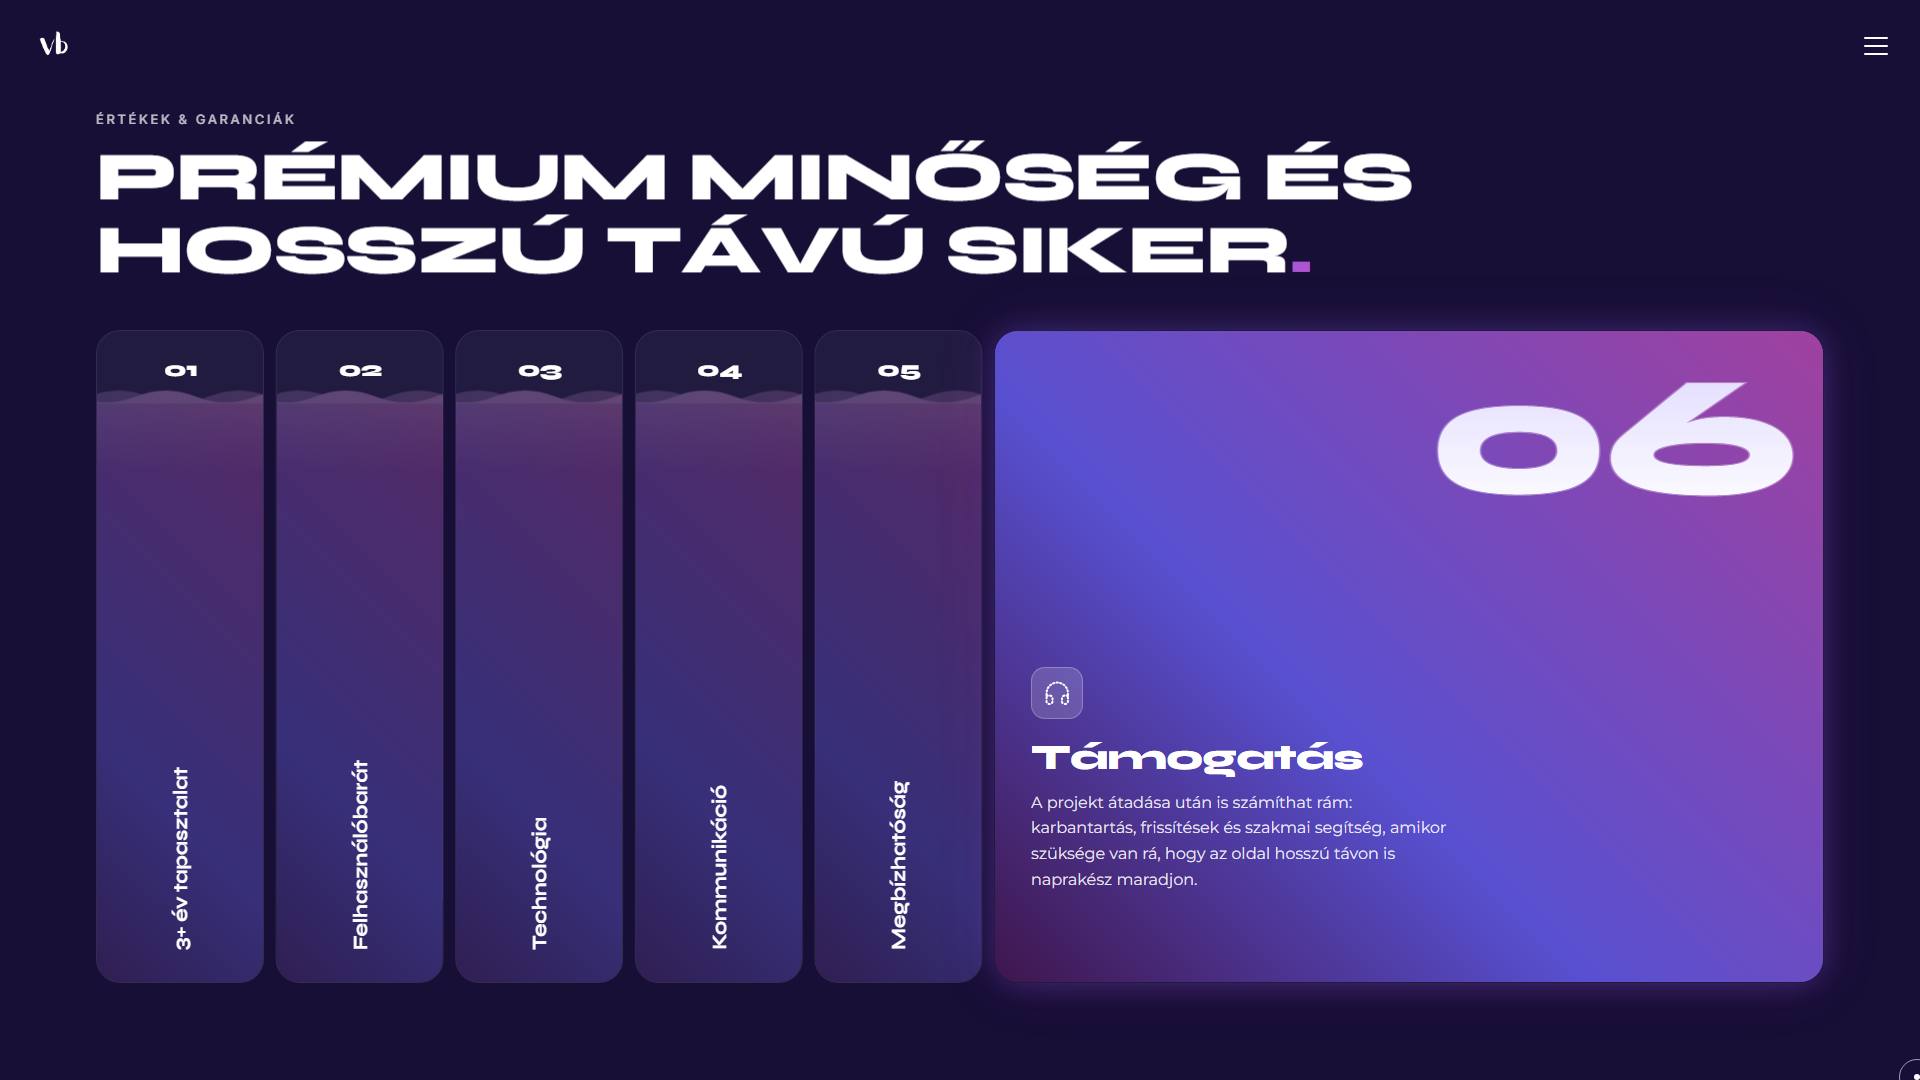 vb
ÉRTÉKEK & GARANCIÁK
PRÉMIUM MINŐSÉG ÉS
HOSSZÚ TÁVÚ SIKER.
01
3+ év tapasztalat
02
Felhasználóbarát
03
Technológia
04
Kommunikáció
05
Megbízhatóság
06
Támogatás
A projekt átadása után is számíthat rám:
karbantartás, frissítések és szakmai segítség, amikor
szüksége van rá, hogy az oldal hosszú távon is
naprakész maradjon.